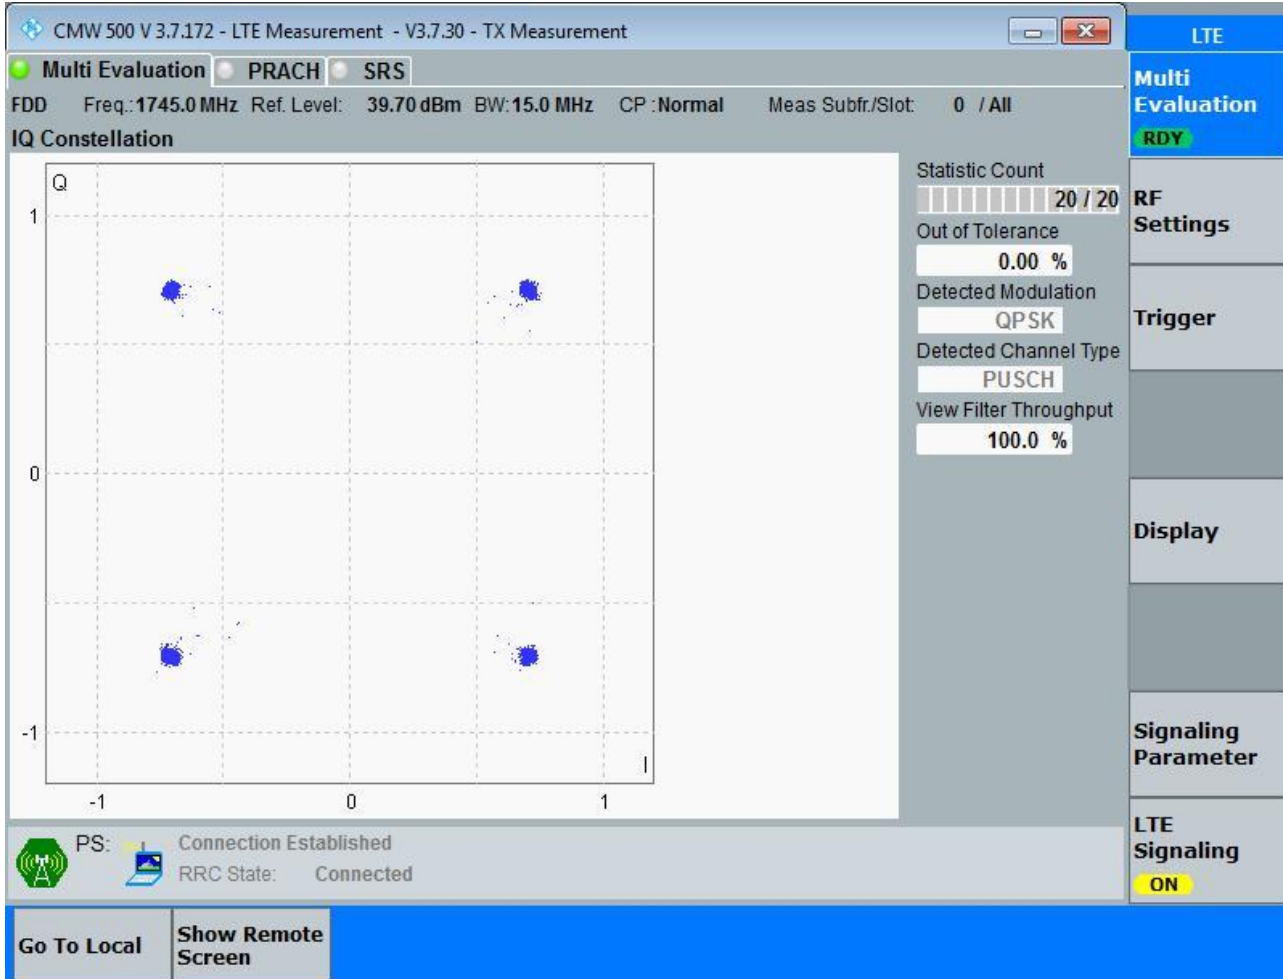 CMW 500 V 3.7.172 - LTE Measurement - V3.7.30 - TX Measurement
LTE
Multi Evaluation PRACH SRS
Multi
Evaluation
RDY
FDD Freq.:1745.0 MHz Ref. Level: 39.70 dBm BW:15.0 MHz CP :Normal Meas Subfr./Slot: 0 / All
IQ Constellation
Q
1
0
-1
-1 0 1
I
Statistic Count
20 / 20
Out of Tolerance
0.00 %
Detected Modulation
QPSK
Detected Channel Type
PUSCH
View Filter Throughput
100.0 %
RF
Settings
Trigger
Display
Signaling
Parameter
LTE
Signaling
ON
PS: Connection Established
RRC State: Connected
Go To Local
Show Remote
Screen